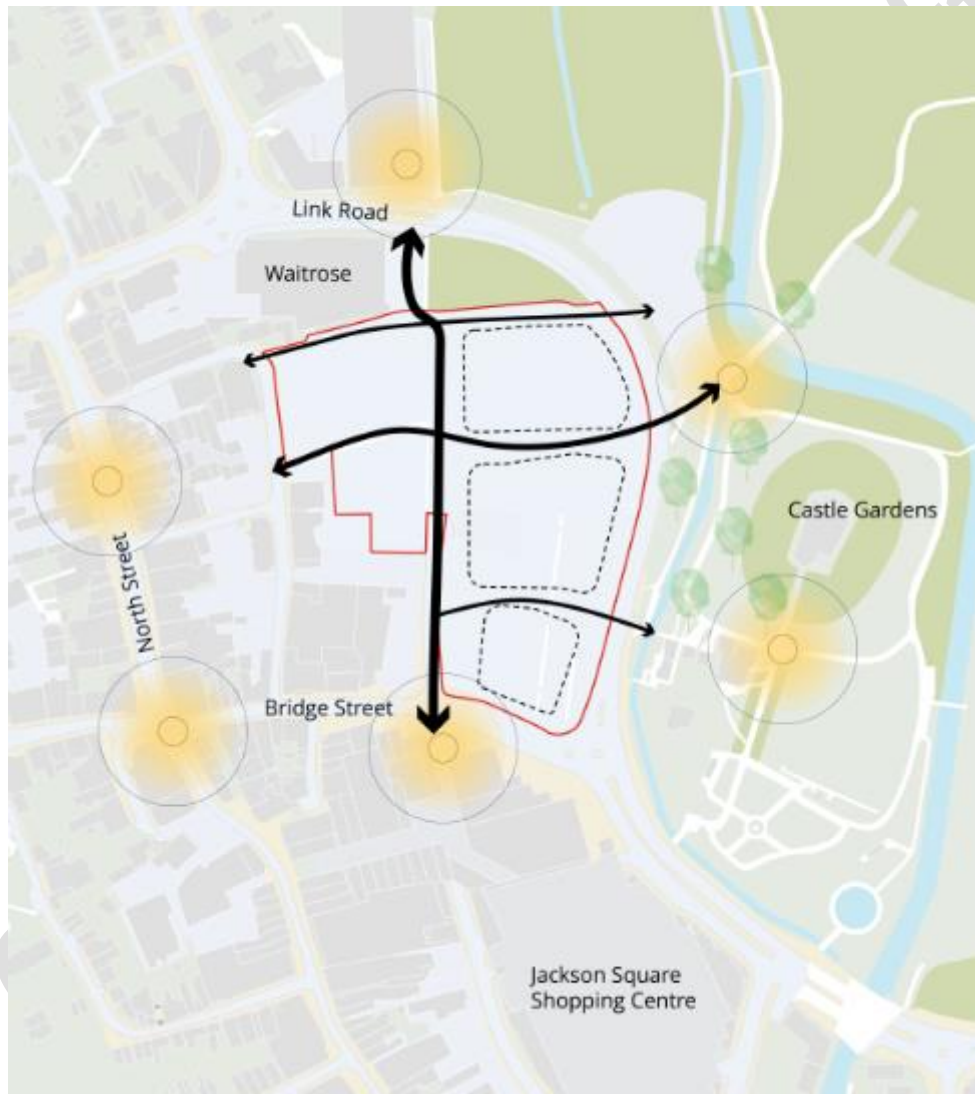 Link Road
Waitrose
Castle Gardens
North Street
Bridge Street
Jackson Square
Shopping Centre